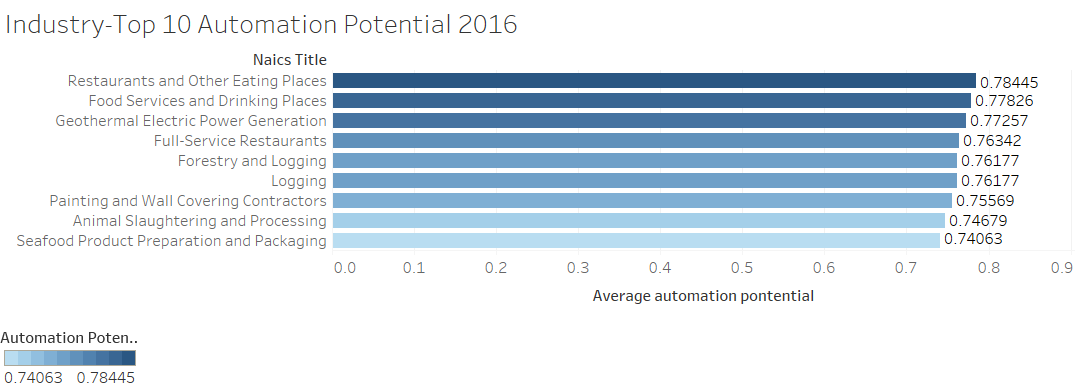 Industry-Top 10 Automation Potential 2016
Naics Title
Restaurants and Other Eating Places 0.78445
Food Services and Drinking Places 0.77826
Geothermal Electric Power Generation 0.77257
Full-Service Restaurants 0.76342
Forestry and Logging 0.76177
Logging 0.76177
Painting and Wall Covering Contractors 0.75569
Animal Slaughtering and Processing 0.74679
Seafood Product Preparation and Packaging 0.74063
0.0 0.1 0.2 0.3 0.4 0.5 0.6 0.7 0.8 0.9
Average automation pontential
Automation Poten..
0.74063 0.78445